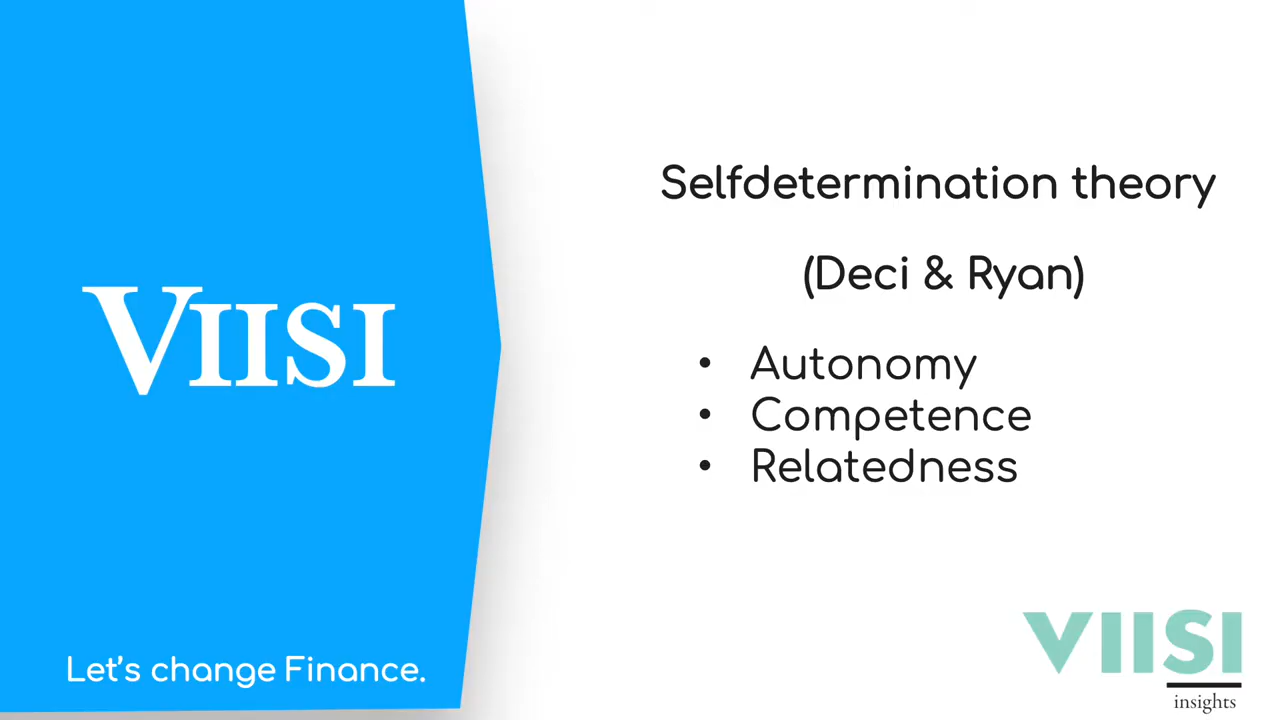 VIISI
Let's change Finance.
Selfdetermination theory
(Deci & Ryan)
• Autonomy
• Competence
• Relatedness
VIISI
insights